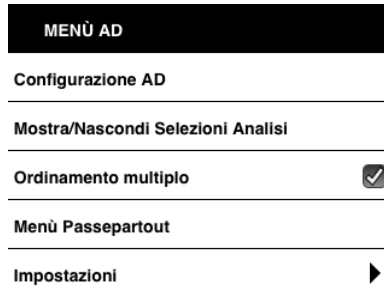 MENÙ AD
Configurazione AD
Mostra/Nascondi Selezioni Analisi
Ordinamento multiplo
Menù Passepartout
Impostazioni